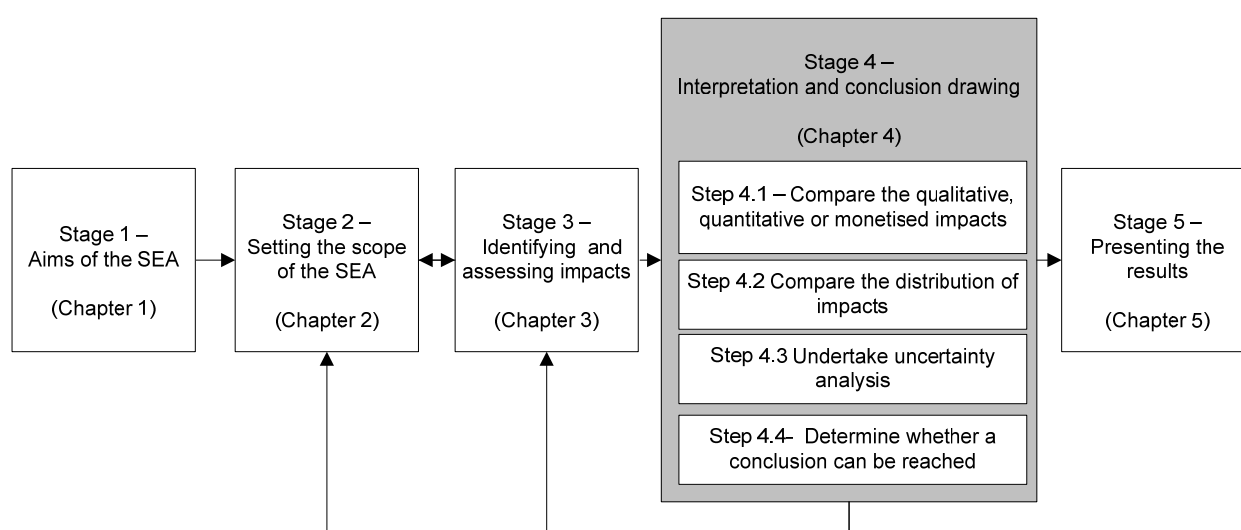 Stage 1 –
Aims of the SEA
(Chapter 1)
Stage 2 –
Setting the scope
of the SEA
(Chapter 2)
Stage 3 –
Identifying and
assessing impacts
(Chapter 3)
Stage 4 –
Interpretation and conclusion drawing
(Chapter 4)
Step 4.1 – Compare the qualitative,
quantitative or monetised impacts
Step 4.2 Compare the distribution of
impacts
Step 4.3 Undertake uncertainty
analysis
Step 4.4- Determine whether a
conclusion can be reached
Stage 5 –
Presenting the
results
(Chapter 5)